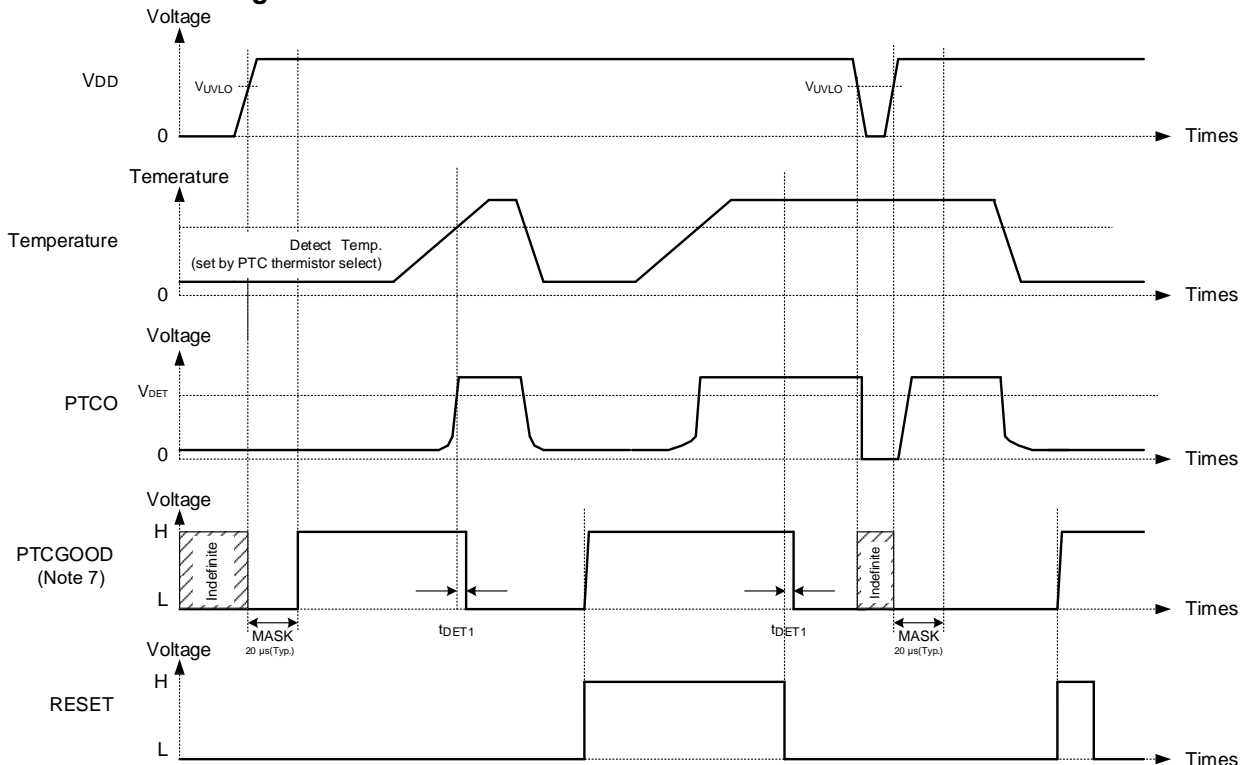 Voltage
VDD
VUVLO
VUVLO
0
Times
Temerature
Temperature
Detect Temp.
(set by PTC thermistor select)
0
Times
Voltage
VDET
PTCO
0
Times
Voltage
H
PTCGOOD
(Note 7)
Indefinite
Indefinite
L
Times
MASK
20 µs(Typ.)
tDET1
tDET1
MASK
20 µs(Typ.)
Voltage
H
RESET
L
Times